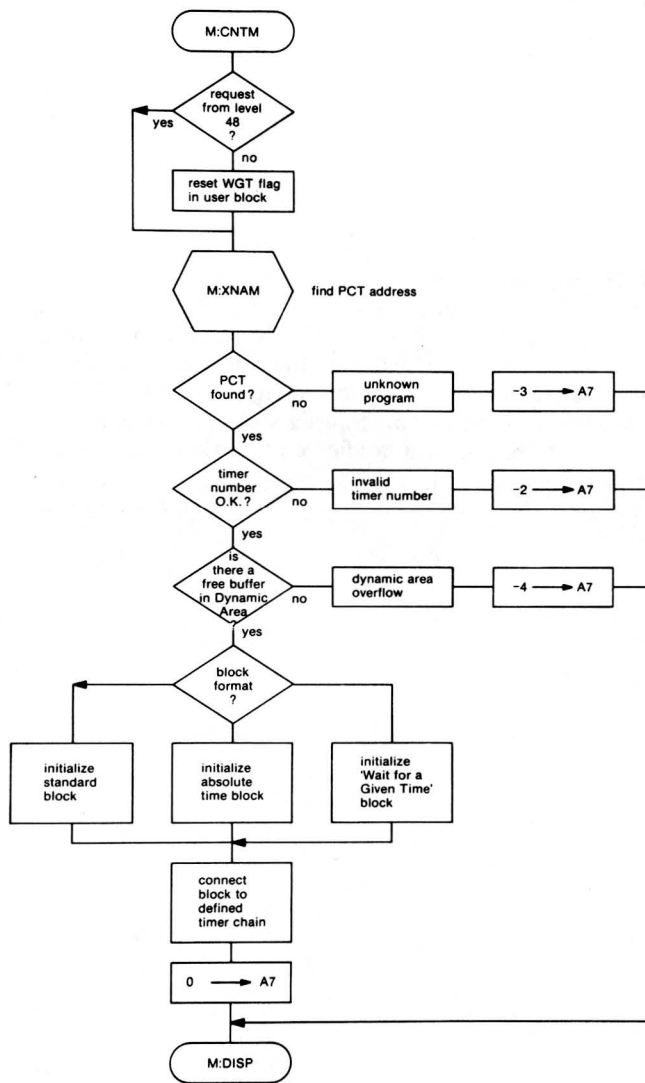 M:CNTM
request
from level
48
?
yes
no
reset WGT flag
in user block
M:XNAM
find PCT address
PCT
found?
no
unknown
program
-3 → A7
yes
timer
number
O.K.?
no
invalid
timer number
-2 → A7
yes
is
there a
free buffer
in Dynamic
Area
?
no
dynamic area
overflow
-4 → A7
yes
block
format
?
initialize
standard
block
initialize
absolute
time block
initialize
'Wait for a
Given Time'
block
connect
block to
defined
timer chain
0 → A7
M:DISP